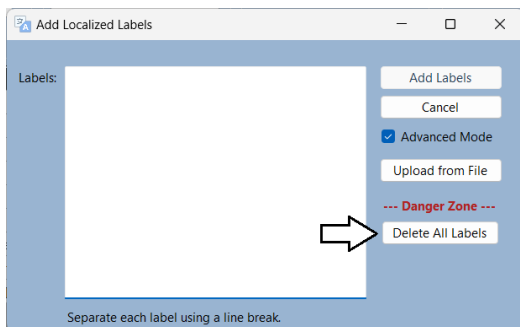 Add Localized Labels
Labels:
Add Labels
Cancel
Advanced Mode
Upload from File
--- Danger Zone ---
Delete All Labels
Separate each label using a line break.